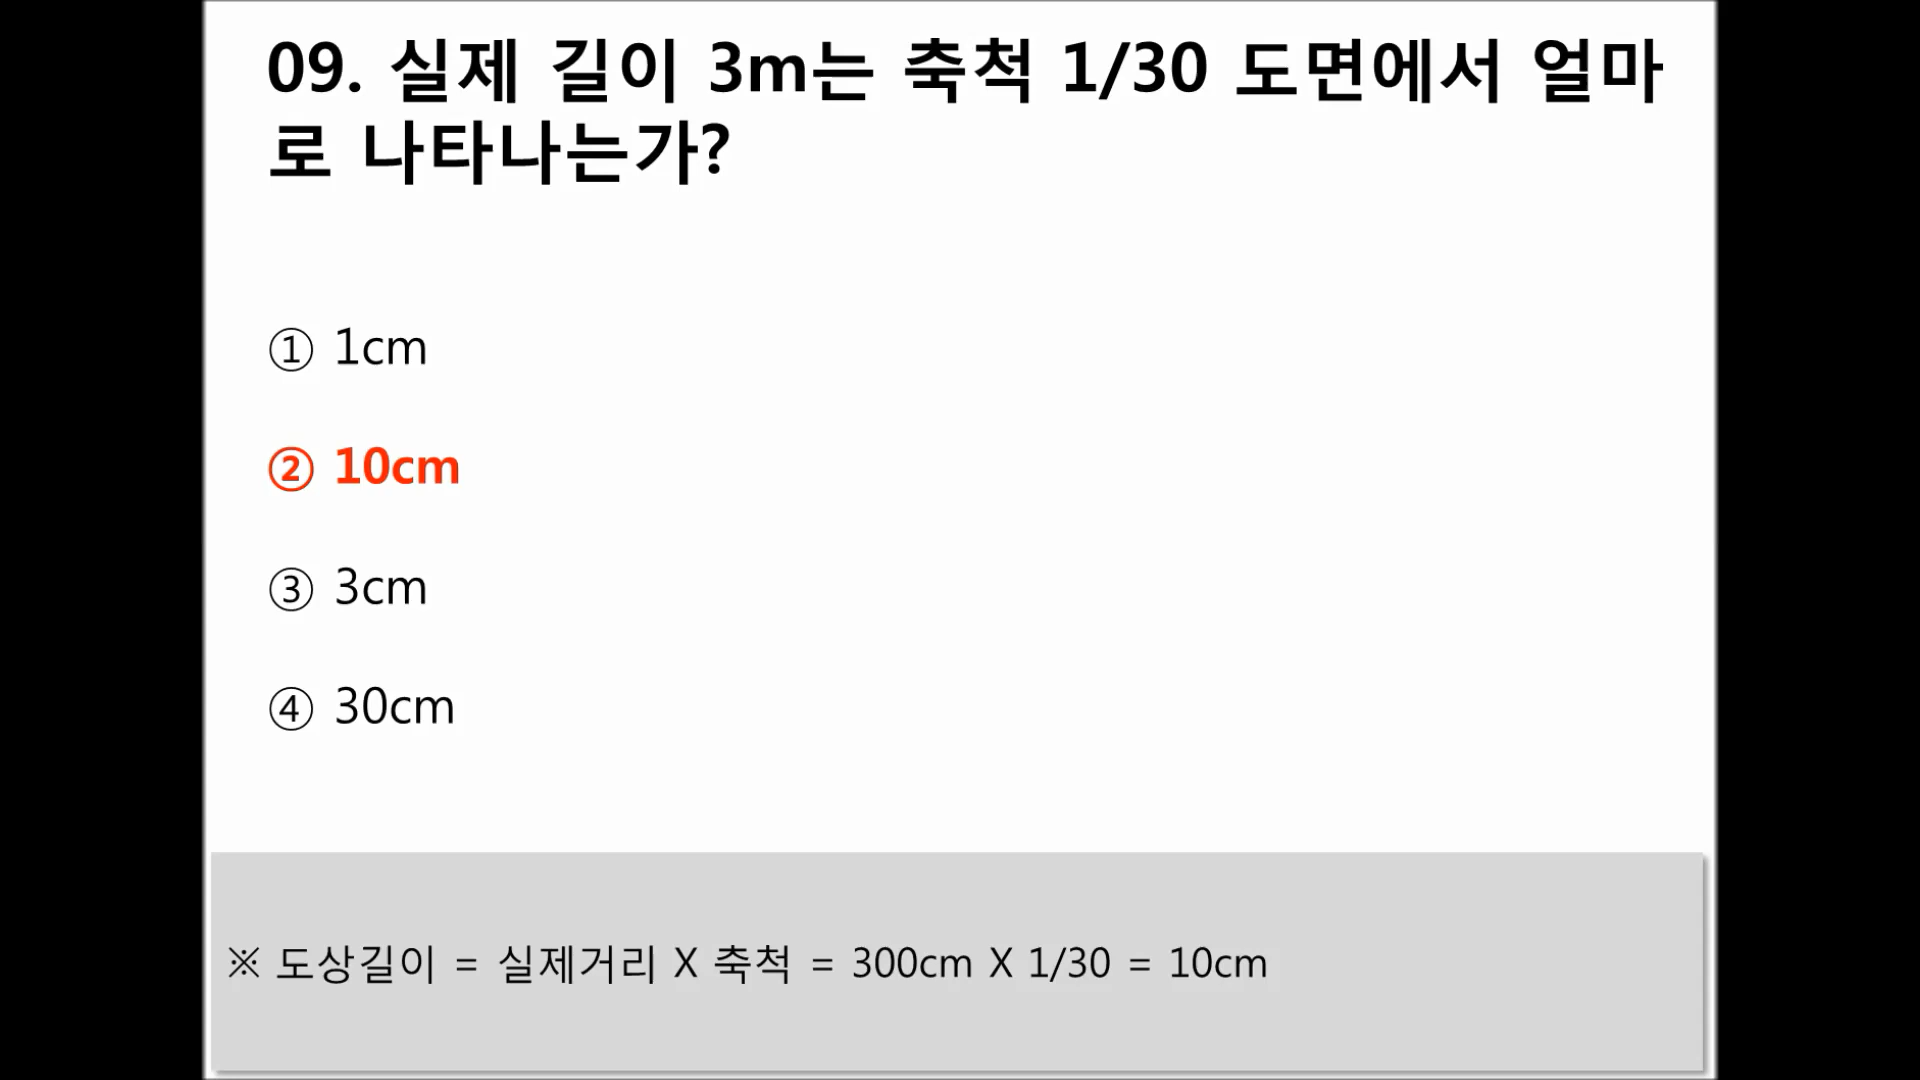 09. 실제 길이 3m는 축척 1/30 도면에서 얼마
로 나타나는가?
① 1cm
② 10cm
③ 3cm
④ 30cm
※ 도상길이 = 실제거리 X 축척 = 300cm X 1/30 = 10cm